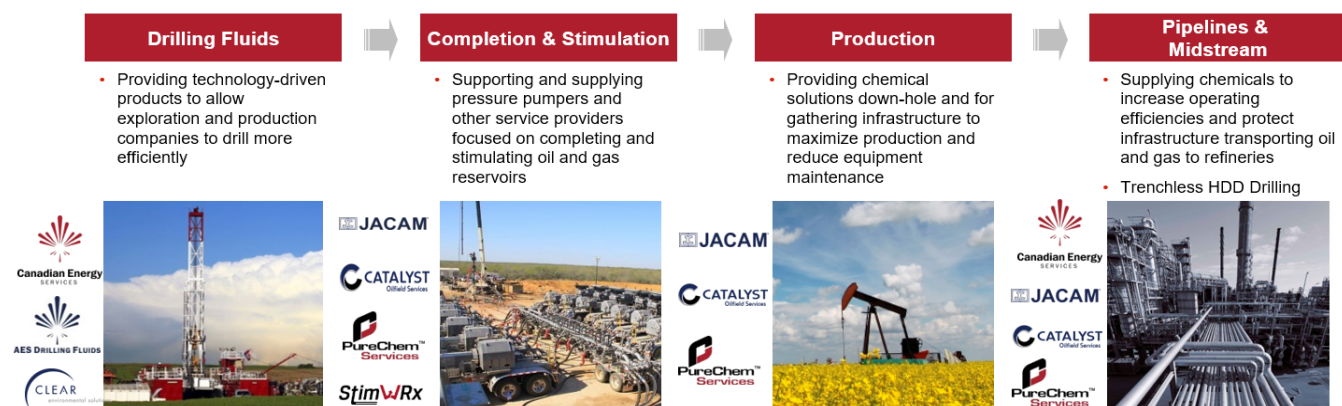 Drilling Fluids
• Providing technology-driven
products to allow
exploration and production
companies to drill more
efficiently
Canadian Energy
SERVICES
AES DRILLING FLUIDS
CLEAR
environmental solutions
Completion & Stimulation
• Supporting and supplying
pressure pumpers and
other service providers
focused on completing and
stimulating oil and gas
reservoirs
JACAM
CATALYST
Oilfield Services
PureChem™
Services
StimWRx
Production
• Providing chemical
solutions down-hole and for
gathering infrastructure to
maximize production and
reduce equipment
maintenance
JACAM
CATALYST
Oilfield Services
PureChem™
Services
Pipelines &
Midstream
• Supplying chemicals to
increase operating
efficiencies and protect
infrastructure transporting oil
and gas to refineries
• Trenchless HDD Drilling
Canadian Energy
SERVICES
JACAM
CATALYST
Oilfield Services
PureChem™
Services